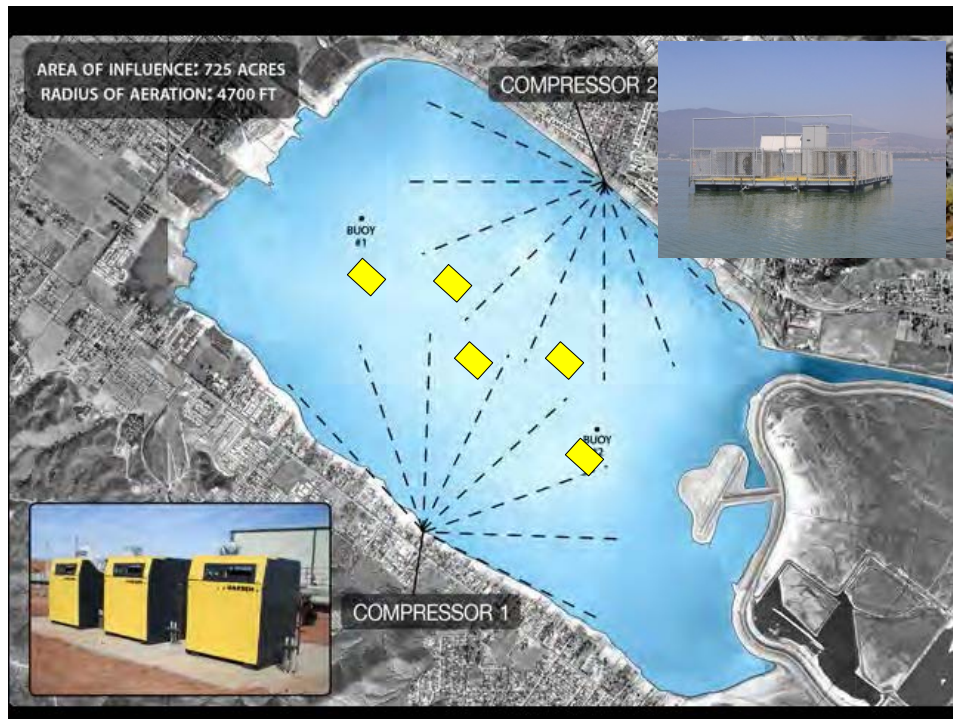 AREA OF INFLUENCE: 725 ACRES
RADIUS OF AERATION: 4700 FT
COMPRESSOR 2
BUOY
#1
BUOY
COMPRESSOR 1